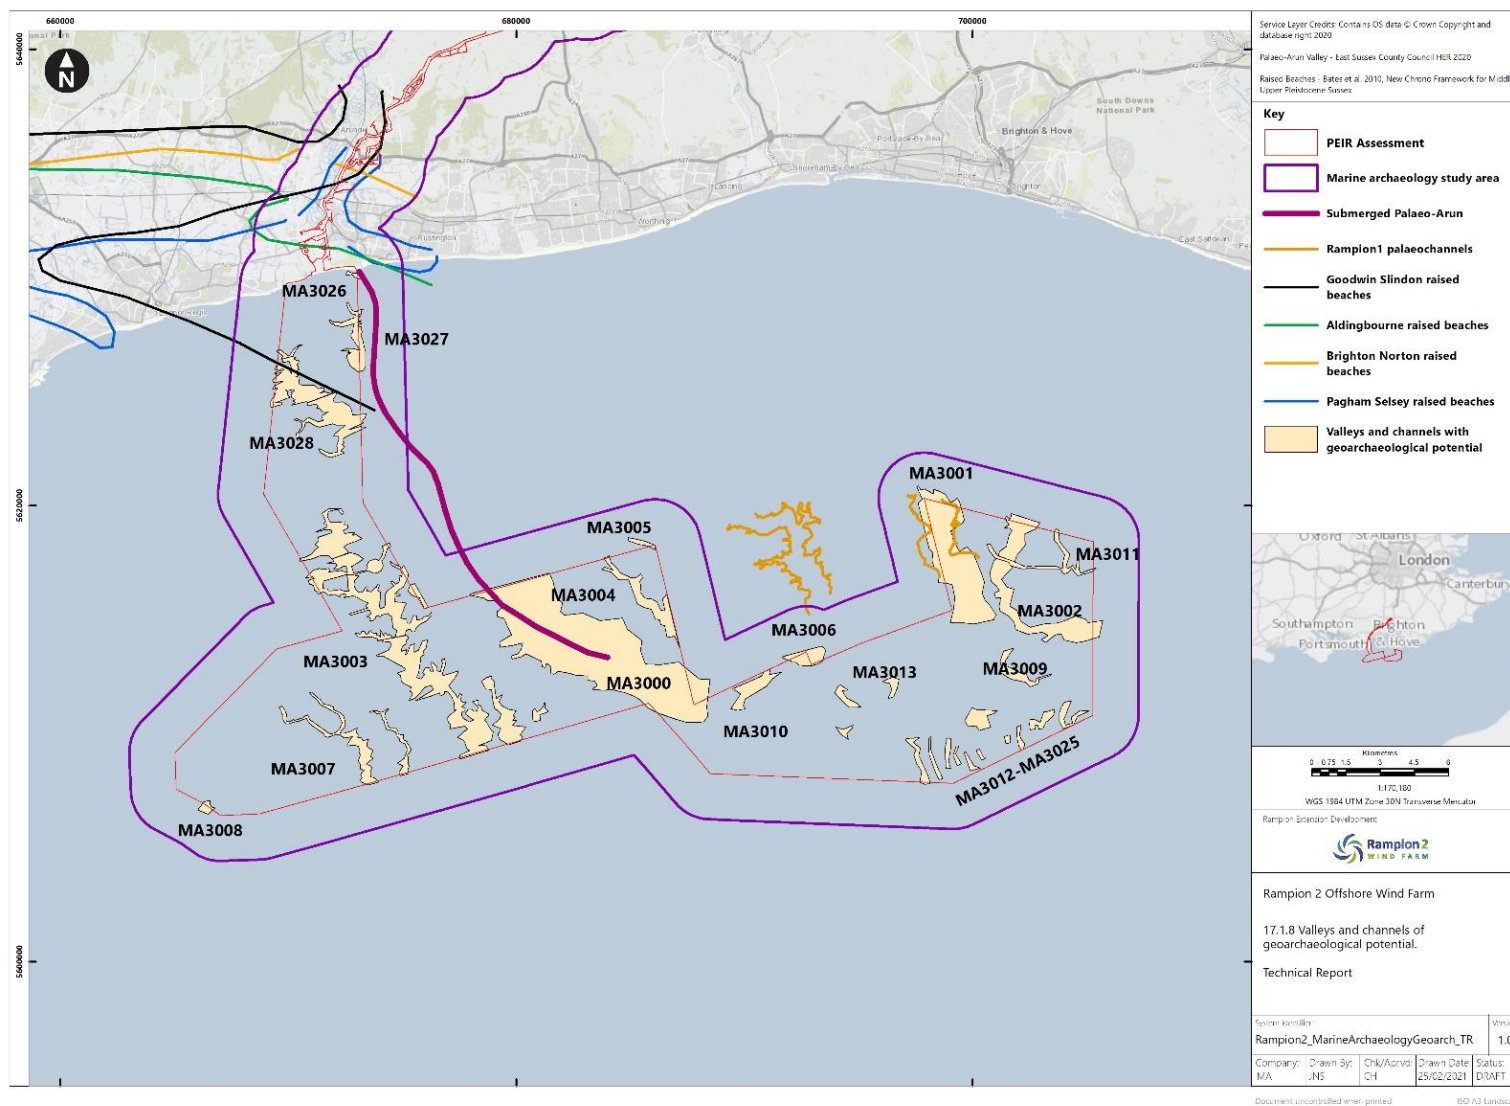 660000
680000
700000
5640000
5620000
5600000
N
Arundel
A27
A27
A27
A259
Rustington
Worthing
Lancing
Shoreham-By-Sea
Portslade-By-Sea
Hove
Brighton & Hove
Brighton
South Downs
National Park
East Saltdean
MA3026
MA3027
MA3028
MA3005
MA3004
MA3003
MA3000
MA3007
MA3008
MA3006
MA3010
MA3013
MA3001
MA3011
MA3002
MA3009
MA3012-MA3025
Service Layer Credits: Contains OS data © Crown Copyright and
database right 2020
Palaeo-Arun Valley - East Sussex County Council HER 2020
Raised Beaches - Bates et al. 2010, New Chrono Framework for Middl
Upper Pleistocene Sussex
Key
PEIR Assessment
Marine archaeology study area
Submerged Palaeo-Arun
Rampion1 palaeochannels
Goodwin Slindon raised
beaches
Aldingbourne raised beaches
Brighton Norton raised
beaches
Pagham Selsey raised beaches
Valleys and channels with
geoarchaeological potential
Oxford
St Albans
London
Canterbury
Southampton
Brighton
Portsmouth
& Hove
Kilometres
0 0.75 1.5 3 4.5 6
1:170,180
WGS 1984 UTM Zone 30N Transverse Mercator
Rampion Extension Development
Rampion 2
WIND FARM
Rampion 2 Offshore Wind Farm
17.1.8 Valleys and channels of
geoarchaeological potential.
Technical Report
System Identifier:
Rampion2_MarineArchaeologyGeoarch_TR
Versi
1.0
Company:
MA
Drawn By:
JNS
Chk/Aprvd:
CH
Drawn Date:
25/02/2021
Status:
DRAFT
Document uncontrolled when printed
ISO A3 Landsc